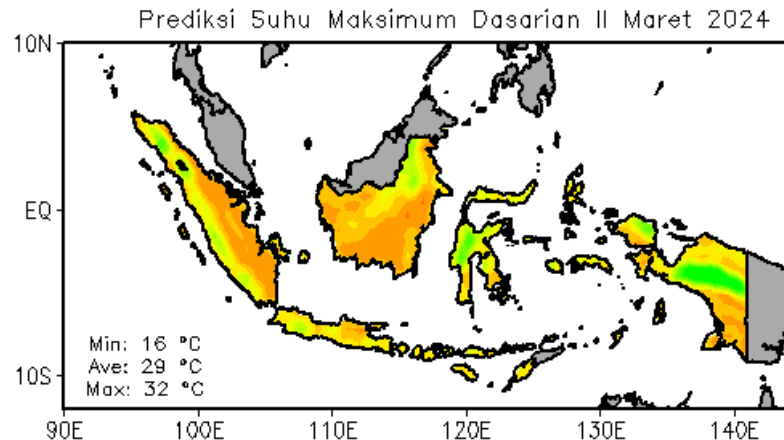 Prediksi Suhu Maksimum Dasarian II Maret 2024
10N
EQ
10S
Min: 16 °C
Ave: 29 °C
Max: 32 °C
90E 100E 110E 120E 130E 140E